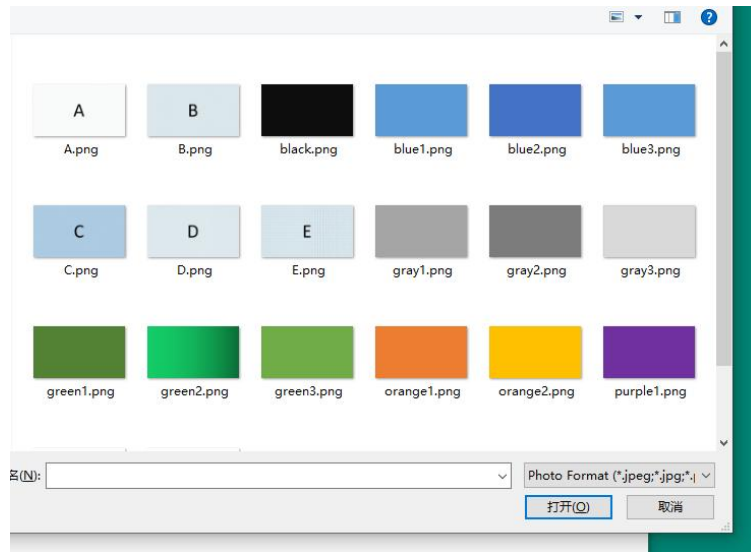 A B
A.png B.png black.png blue1.png blue2.png blue3.png
C D E
C.png D.png E.png gray1.png gray2.png gray3.png
green1.png green2.png green3.png orange1.png orange2.png purple1.png
名(N): Photo Format (*.jpeg;*.jpg;*.
打开(O) 取消